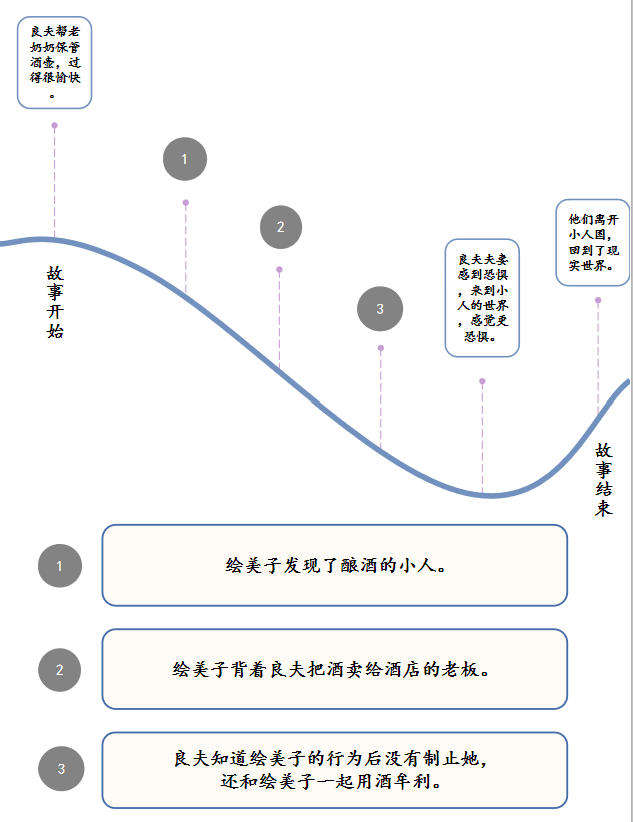 良夫帮老
奶奶保管
酒壶，过
得很愉快
。
1
2
3
良夫夫妻
感到恐惧
，来到小
人的世界
，感觉更
恐惧。
他们离开
小人国，
回到了现
实世界。
故事开始
故事结束
1
绘美子发现了酿酒的小人。
2
绘美子背着良夫把酒卖给酒店的老板。
3
良夫知道绘美子的行为后没有制止她，
还和绘美子一起用酒牟利。